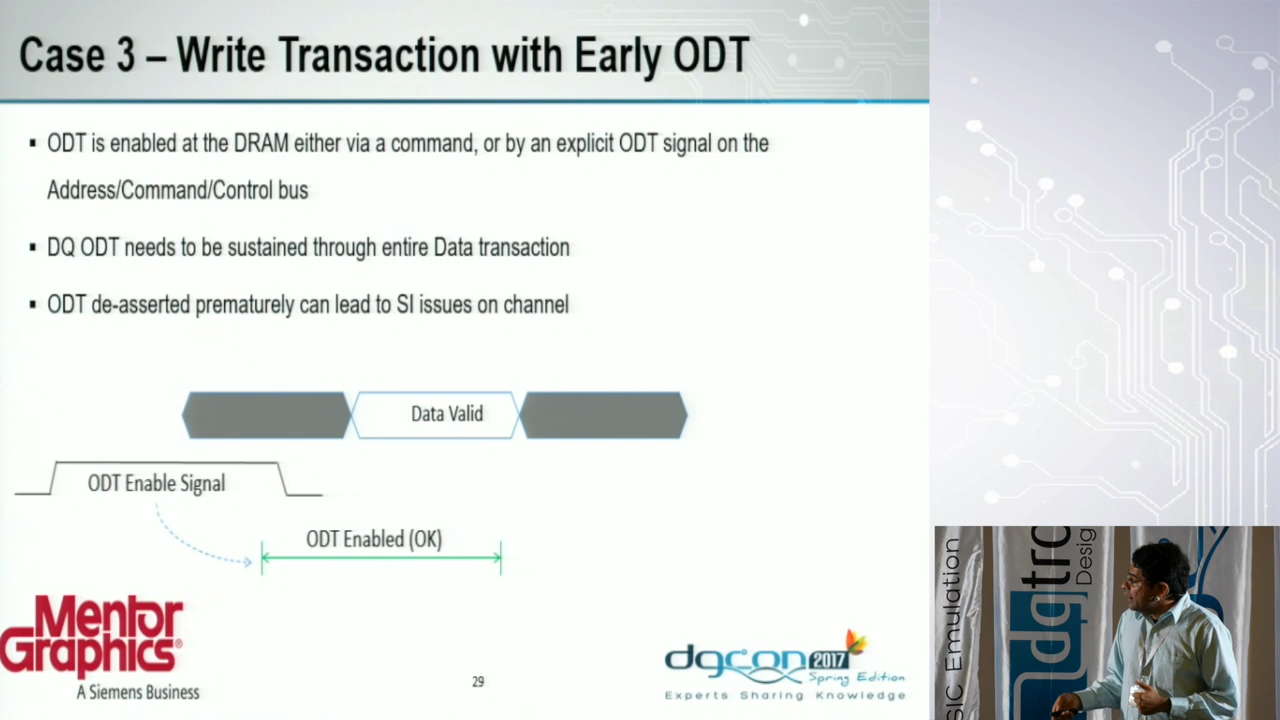 Case 3 – Write Transaction with Early ODT
▪ ODT is enabled at the DRAM either via a command, or by an explicit ODT signal on the
Address/Command/Control bus
▪ DQ ODT needs to be sustained through entire Data transaction
▪ ODT de-asserted prematurely can lead to SI issues on channel
Data Valid
ODT Enable Signal
ODT Enabled (OK)
Mentor
Graphics®
A Siemens Business
29
dgcon 2017
Spring Edition
Experts Sharing Knowledge
SIC Emulation
dgtro
Desig